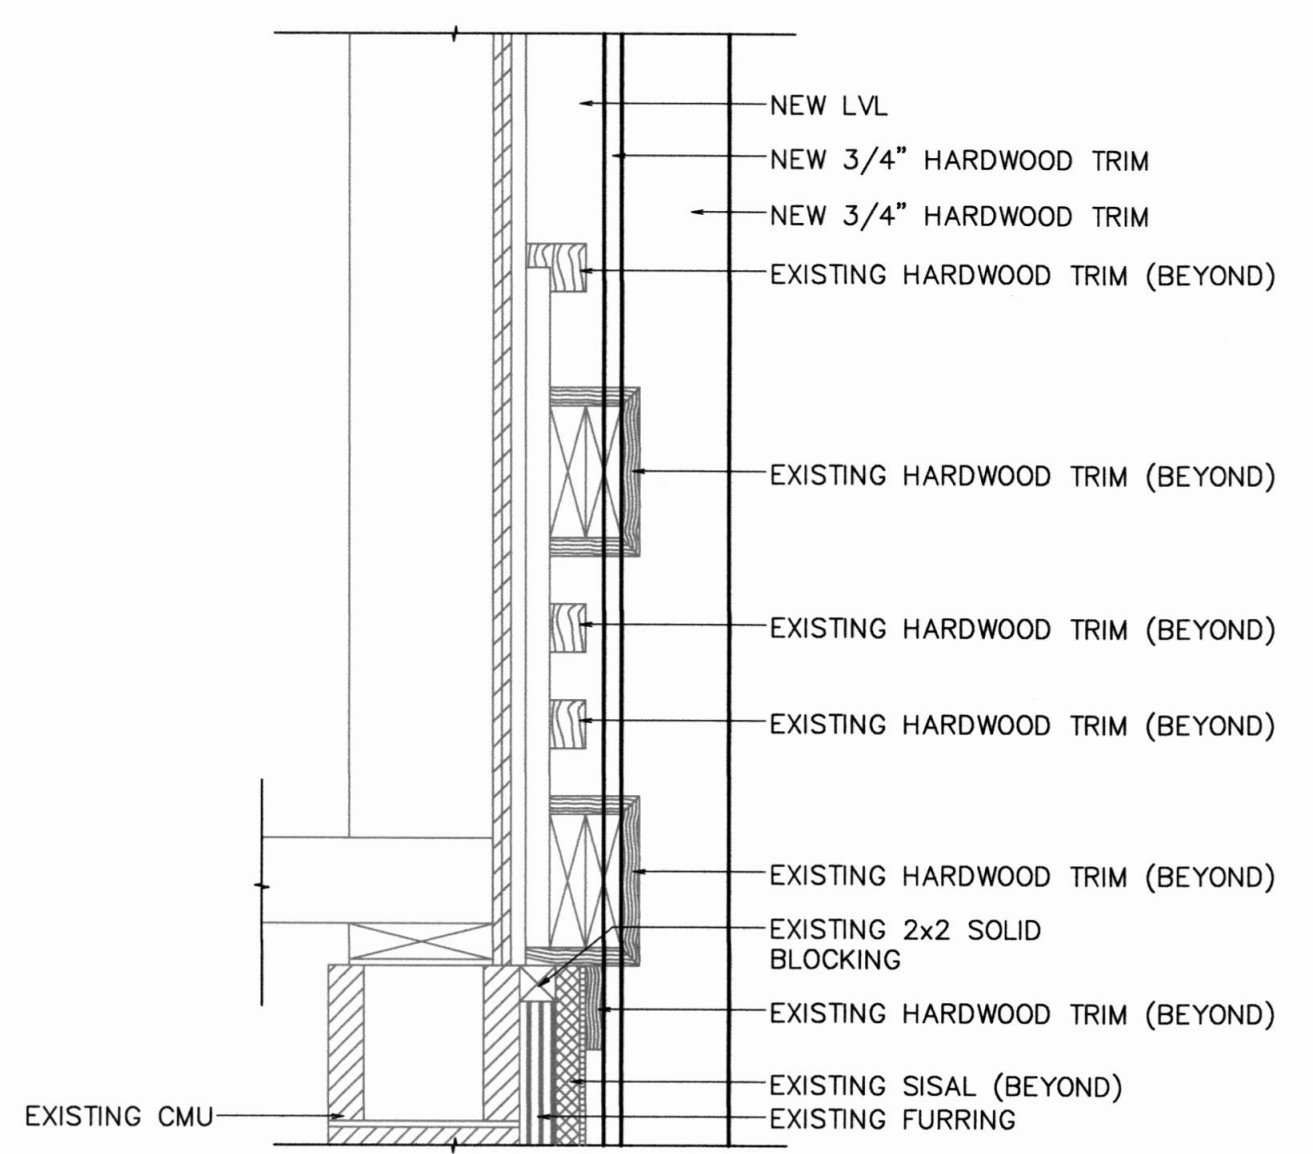 NEW LVL
NEW 3/4" HARDWOOD TRIM
NEW 3/4" HARDWOOD TRIM
EXISTING HARDWOOD TRIM (BEYOND)
EXISTING HARDWOOD TRIM (BEYOND)
EXISTING HARDWOOD TRIM (BEYOND)
EXISTING HARDWOOD TRIM (BEYOND)
EXISTING HARDWOOD TRIM (BEYOND)
EXISTING 2x2 SOLID
BLOCKING
EXISTING HARDWOOD TRIM (BEYOND)
EXISTING SISAL (BEYOND)
EXISTING CMU
EXISTING FURRING